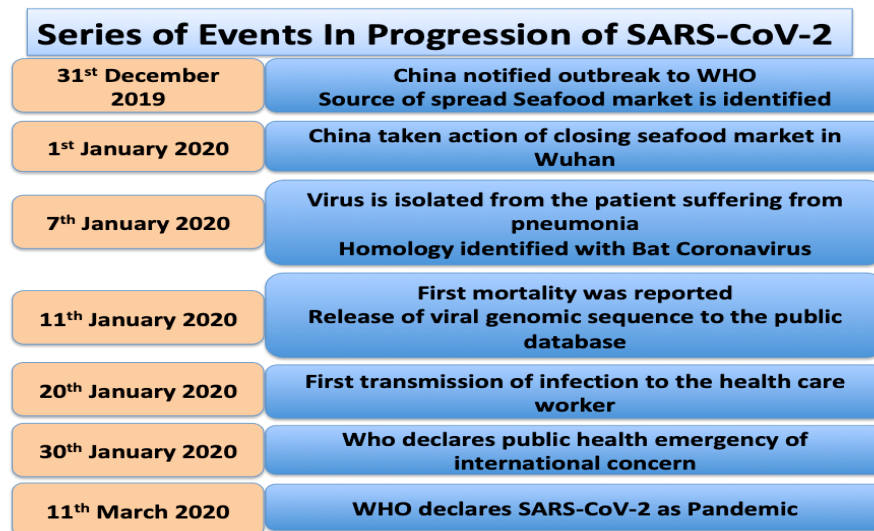 Series of Events In Progression of SARS-CoV-2
31st December
2019
China notified outbreak to WHO
Source of spread Seafood market is identified
1st January 2020
China taken action of closing seafood market in
Wuhan
7th January 2020
Virus is isolated from the patient suffering from
pneumonia
Homology identified with Bat Coronavirus
11th January 2020
First mortality was reported
Release of viral genomic sequence to the public
database
20th January 2020
First transmission of infection to the health care
worker
30th January 2020
Who declares public health emergency of
international concern
11th March 2020
WHO declares SARS-CoV-2 as Pandemic